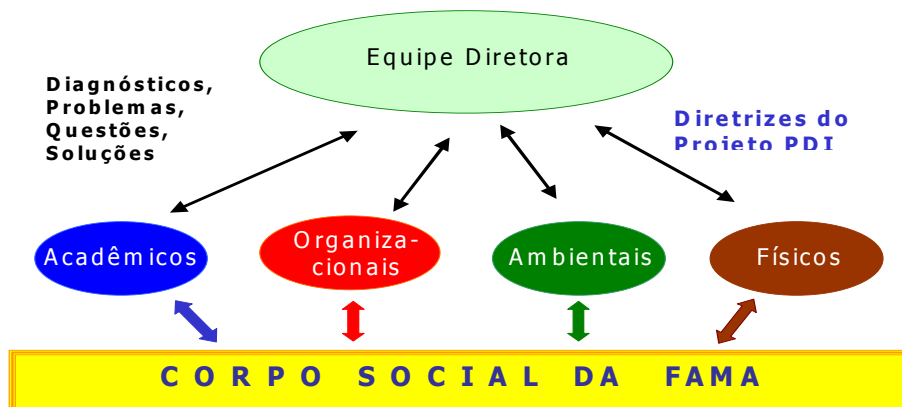 Equipe Diretora
Diagnósticos,
Problemas,
Questões,
Soluções
Diretrizes do
Projeto PDI
Acadêmicos
Organiza-
cionais
Ambientais
Físicos
CORPO SOCIAL DA FAMA